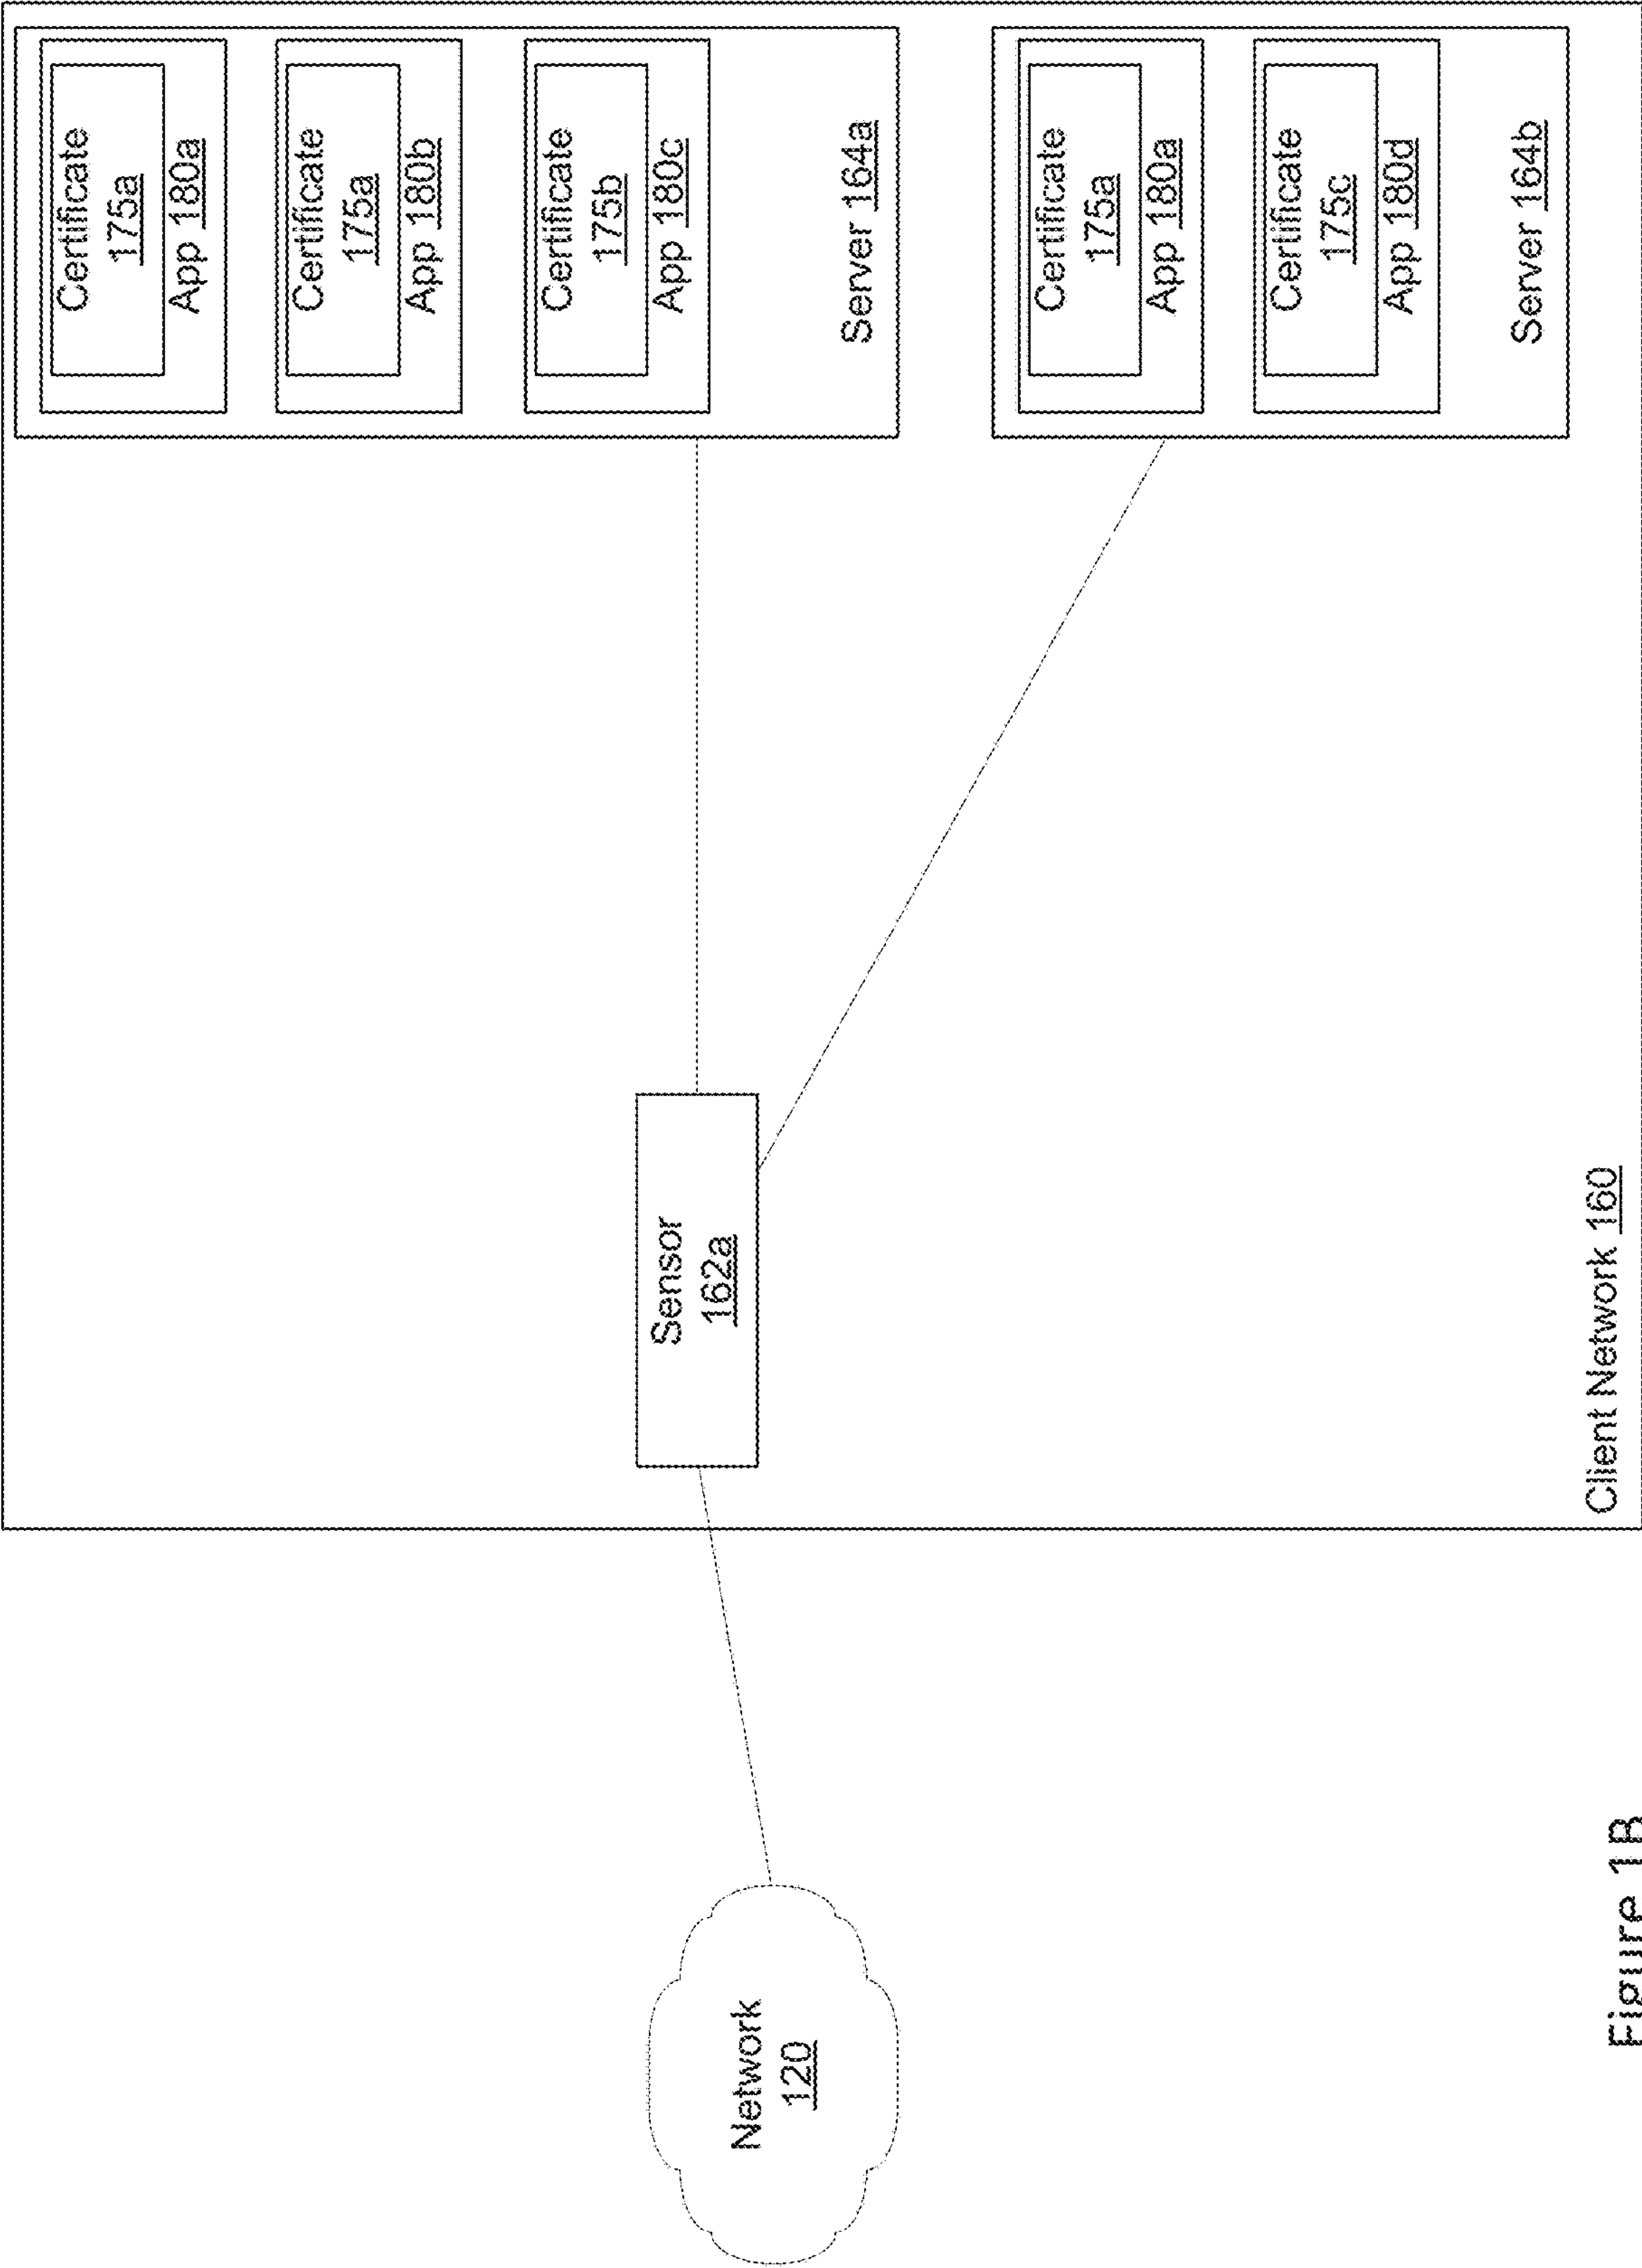 Network
120
Sensor
162a
Certificate
175a
App 180a
Certificate
175a
App 180b
Certificate
175b
App 180c
Server 164a
Certificate
175a
App 180a
Certificate
175c
App 180d
Server 164b
Client Network 160
Figure 1B